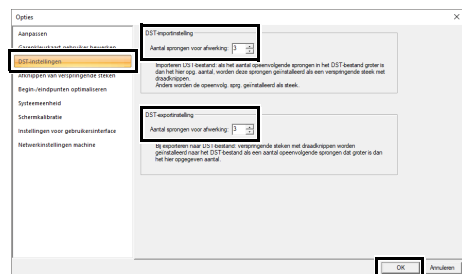 Opties
Aanpassen
Garenkleurkaart gebruiker bewerken
DST-instellingen
Afknippen van verspringende steken
Begin-/eindpunten optimaliseren
Systeemeenheid
Schermkalibratie
Instellingen voor gebruikersinterface
Netwerkinstellingen machine
DST-importinstelling
Aantal sprongen voor afwerking: 3
Importeren DST-bestand: als het aantal opeenvolgende sprongen in het DST-bestand groter is
dan het hier opg. aantal, worden deze sprongen geïnstalleerd als een verspringende steek met
draadknippen.
Anders worden de opvolg. sprg. geïnstalleerd als steek.
DST-exportinstelling
Aantal sprongen voor afwerking: 3
Bij exporteren naar DST-bestand: verspringende steken met draadknippen worden
geïnstalleerd naar het DST-bestand als een aantal opeenvolgende sprongen dat groter is dan
het hier opgegeven aantal.
OK
Annuleren